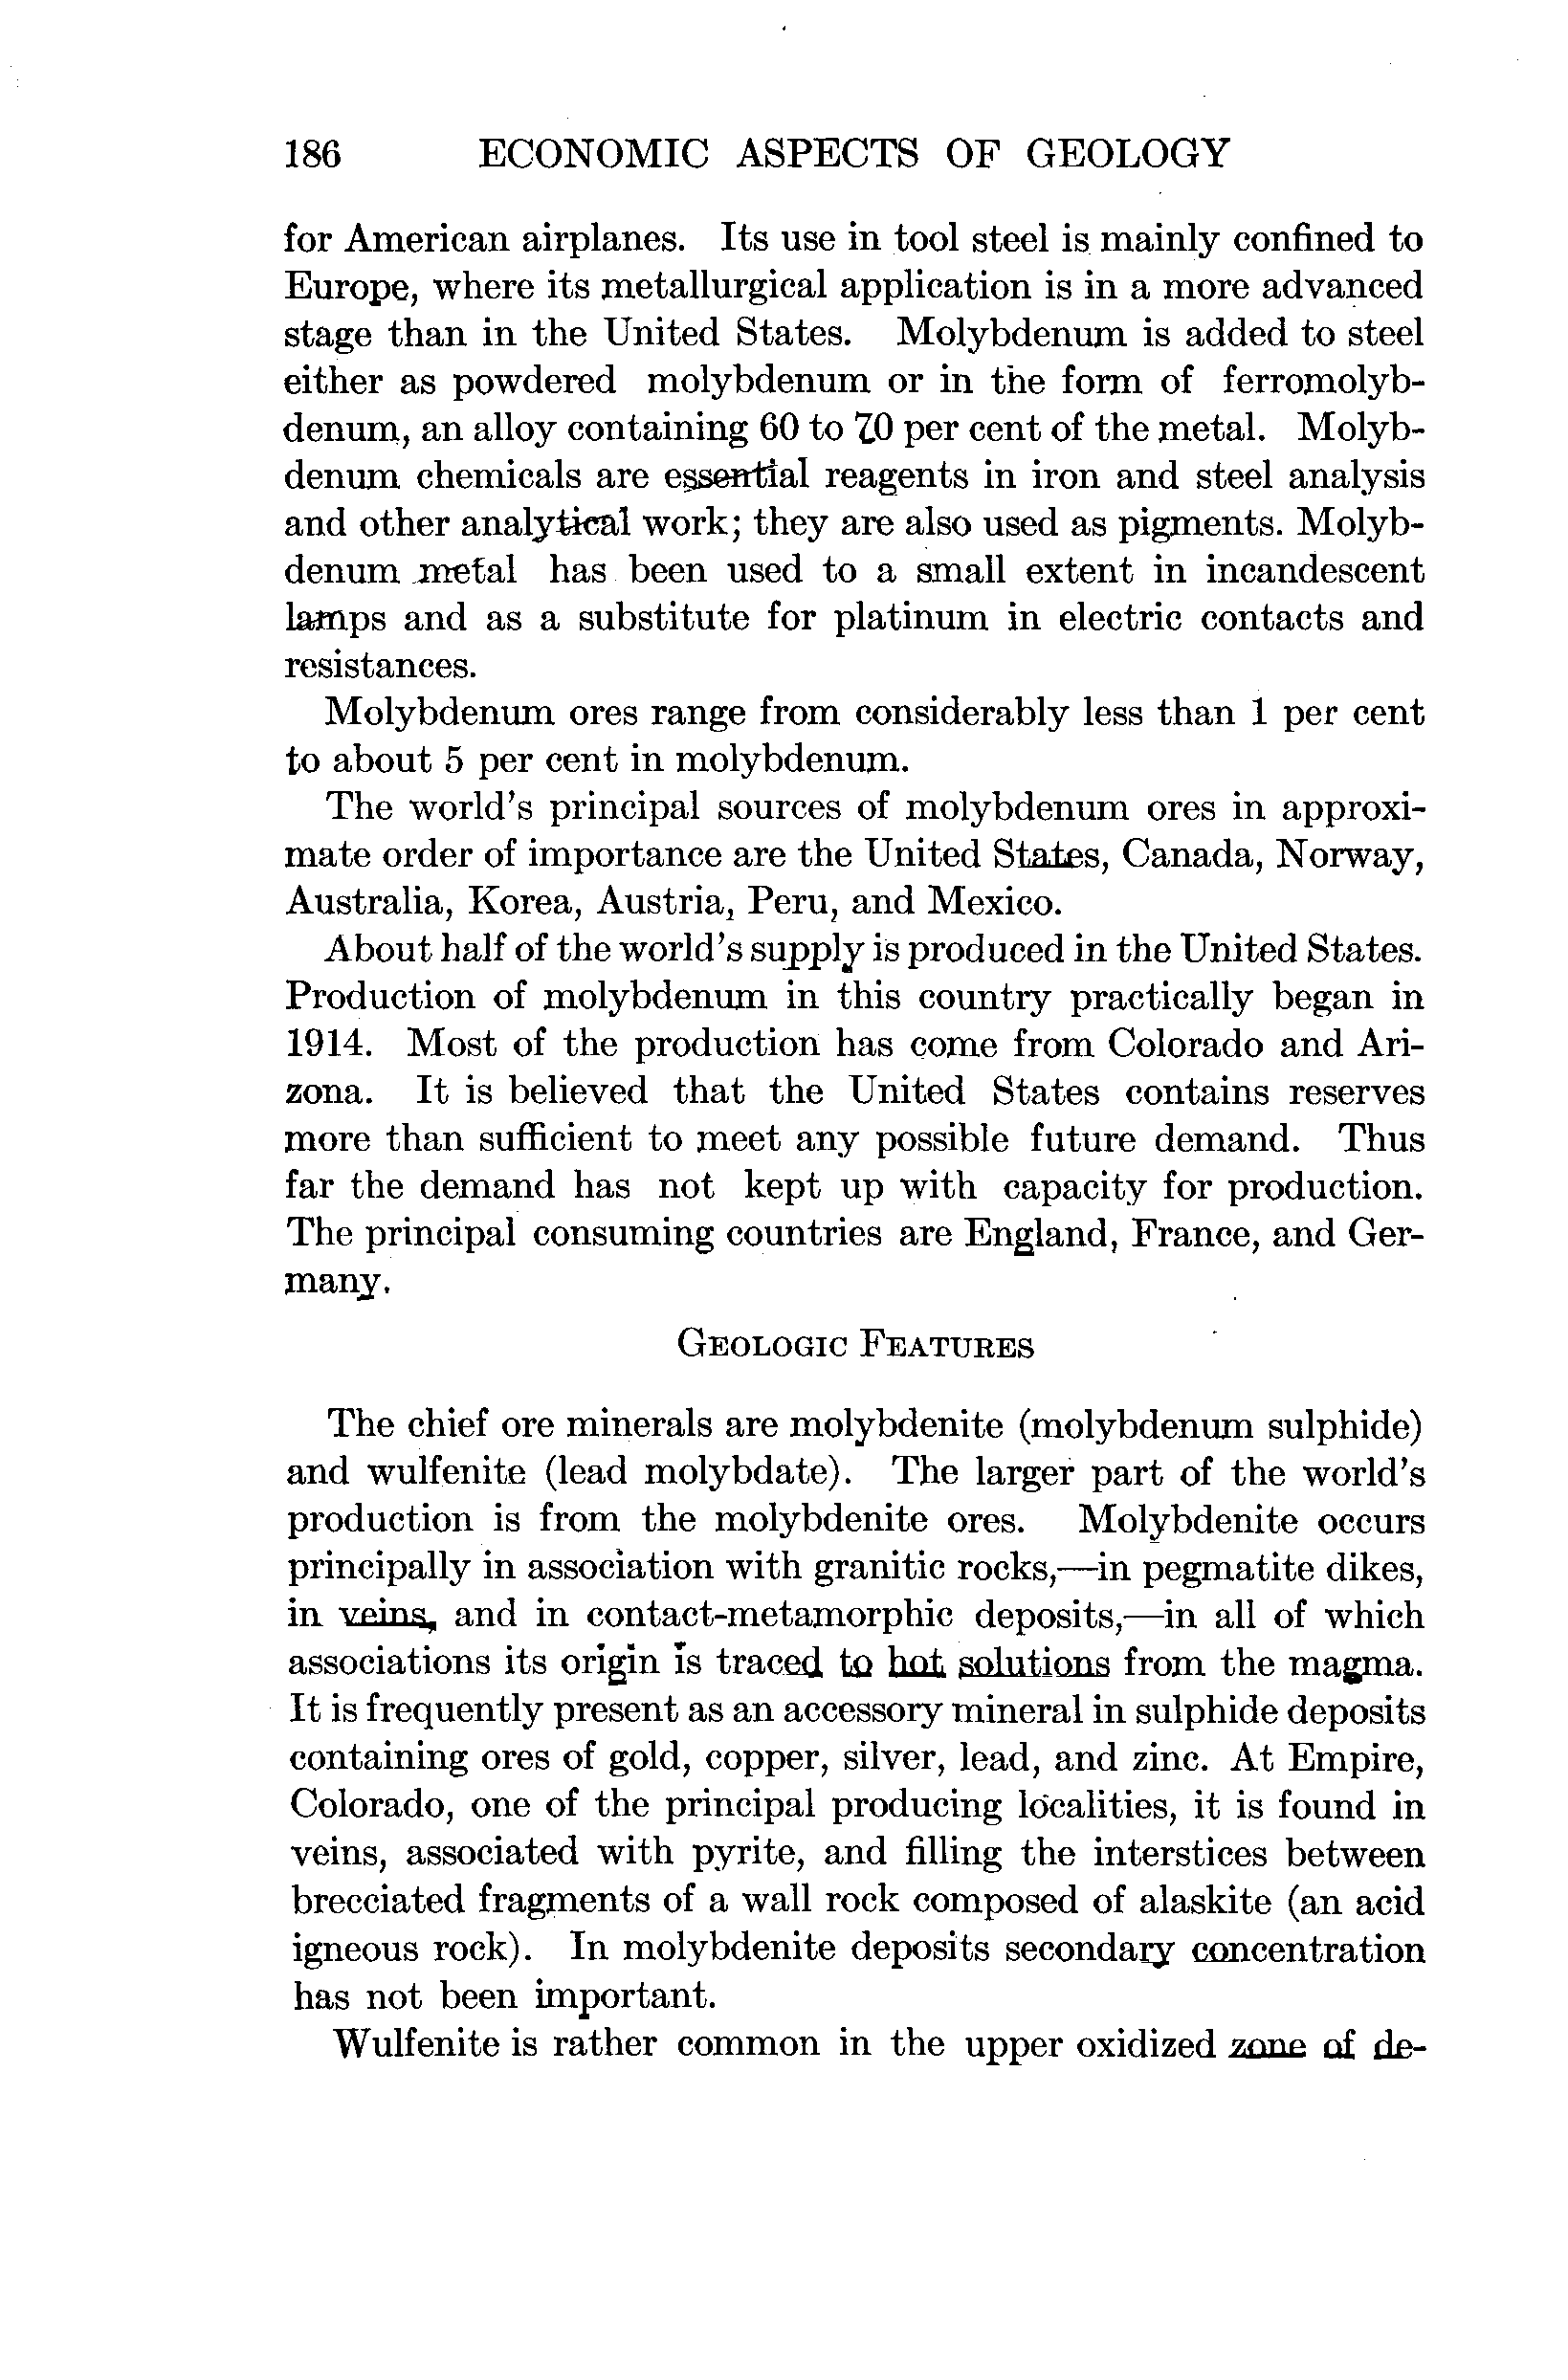 186 ECONOMIC ASPECTS OF GEOLOGY
for American airplanes. Its use in tool steel is mainly confined to
Europe, where its metallurgical application is in a more advanced
stage than in the United States. Molybdenum is added to steel
either as powdered molybdenum or in the form of ferromolyb-
denum, an alloy containing 60 to 70 per cent of the metal. Molyb-
denum chemicals are essential reagents in iron and steel analysis
and other analytical work; they are also used as pigments. Molyb-
denum metal has been used to a small extent in incandescent
lamps and as a substitute for platinum in electric contacts and
resistances.
Molybdenum ores range from considerably less than 1 per cent
to about 5 per cent in molybdenum.
The world's principal sources of molybdenum ores in approxi-
mate order of importance are the United States, Canada, Norway,
Australia, Korea, Austria, Peru, and Mexico.
About half of the world's supply is produced in the United States.
Production of molybdenum in this country practically began in
1914. Most of the production has come from Colorado and Ari-
zona. It is believed that the United States contains reserves
more than sufficient to meet any possible future demand. Thus
far the demand has not kept up with capacity for production.
The principal consuming countries are England, France, and Ger-
many.
GEOLOGIC FEATURES
The chief ore minerals are molybdenite (molybdenum sulphide)
and wulfenite (lead molybdate). The larger part of the world's
production is from the molybdenite ores. Molybdenite occurs
principally in association with granitic rocks,—in pegmatite dikes,
in veins, and in contact-metamorphic deposits,—in all of which
associations its origin is traced to hot solutions from the magma.
It is frequently present as an accessory mineral in sulphide deposits
containing ores of gold, copper, silver, lead, and zinc. At Empire,
Colorado, one of the principal producing localities, it is found in
veins, associated with pyrite, and filling the interstices between
brecciated fragments of a wall rock composed of alaskite (an acid
igneous rock). In molybdenite deposits secondary concentration
has not been important.
Wulfenite is rather common in the upper oxidized zone of de-